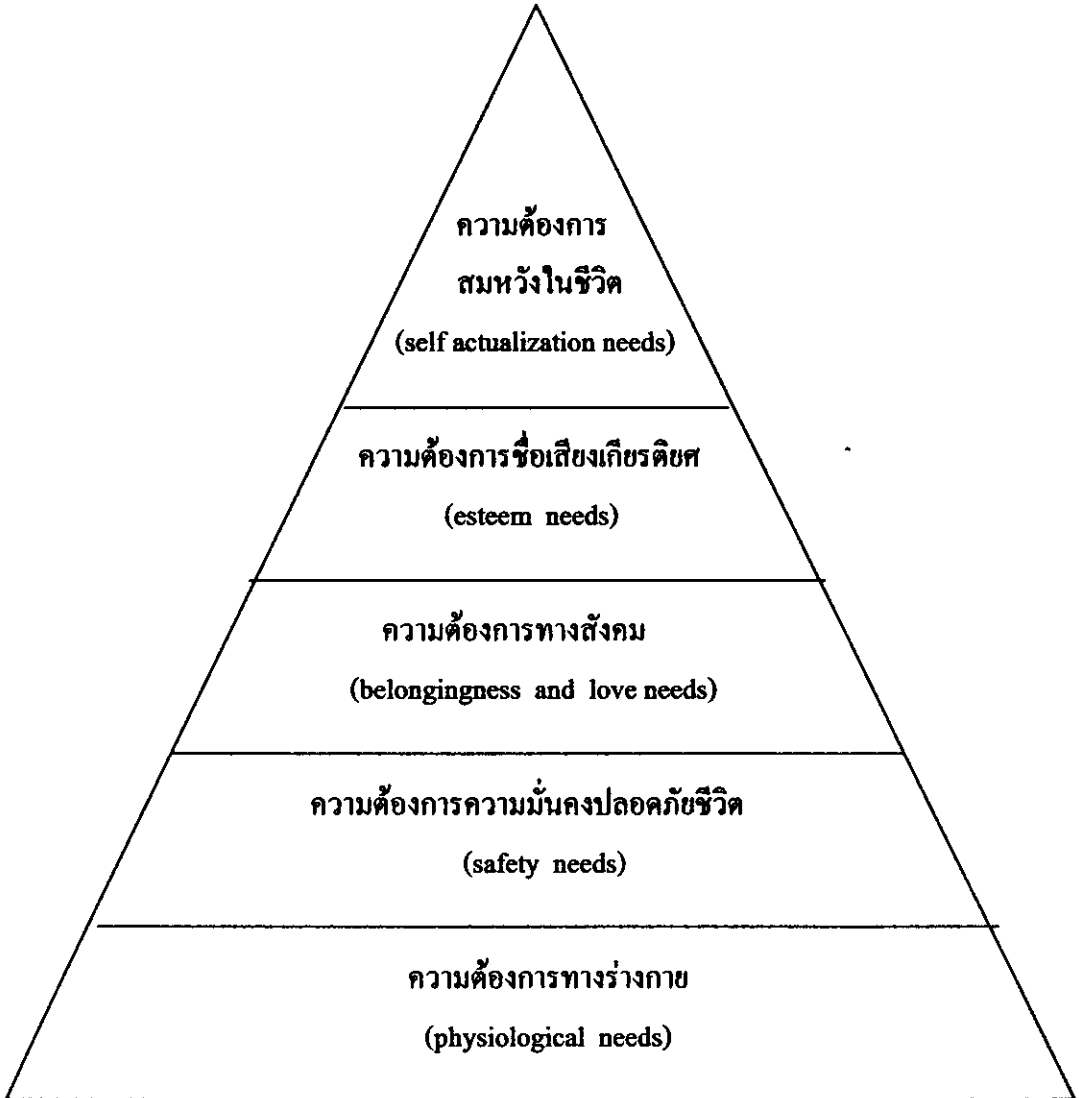 ความต้องการ
สมหวังในชีวิต
(self actualization needs)
ความต้องการชื่อเสียงเกียรติยศ
(esteem needs)
ความต้องการทางสังคม
(belongingness and love needs)
ความต้องการความมั่นคงปลอดภัยชีวิต
(safety needs)
ความต้องการทางร่างกาย
(physiological needs)